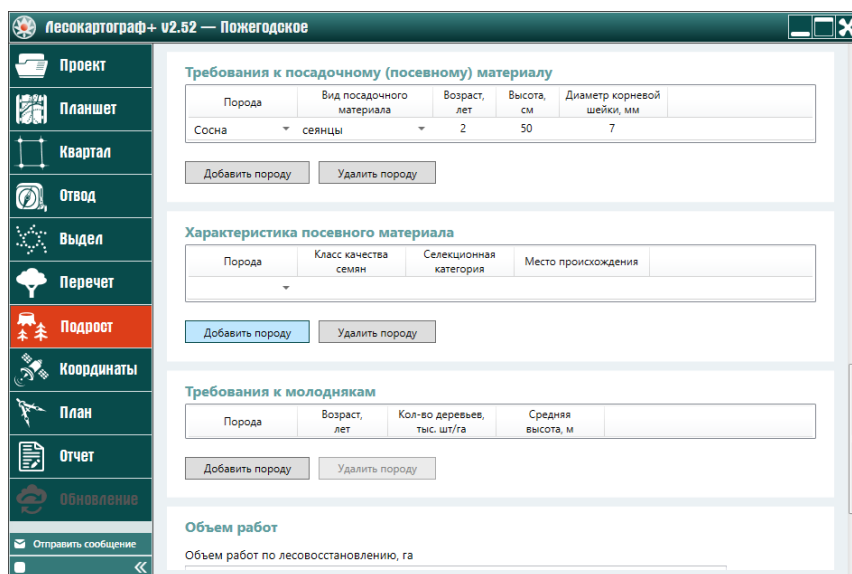 Лесокартограф+ v2.52 — Пожегодское
Проект
Планшет
Квартал
Отвод
Выдел
Перечет
Подрост
Координаты
План
Отчет
Обновление
Отправить сообщение
Требования к посадочному (посевному) материалу
Порода Вид посадочного материала Возраст, лет Высота, см Диаметр корневой шейки, мм
Сосна сеянцы 2 50 7
Добавить породу Удалить породу
Характеристика посевного материала
Порода Класс качества семян Селекционная категория Место происхождения
Добавить породу Удалить породу
Требования к молоднякам
Порода Возраст, лет Кол-во деревьев, тыс. шт/га Средняя высота, м
Добавить породу Удалить породу
Объем работ
Объем работ по лесовосстановлению, га